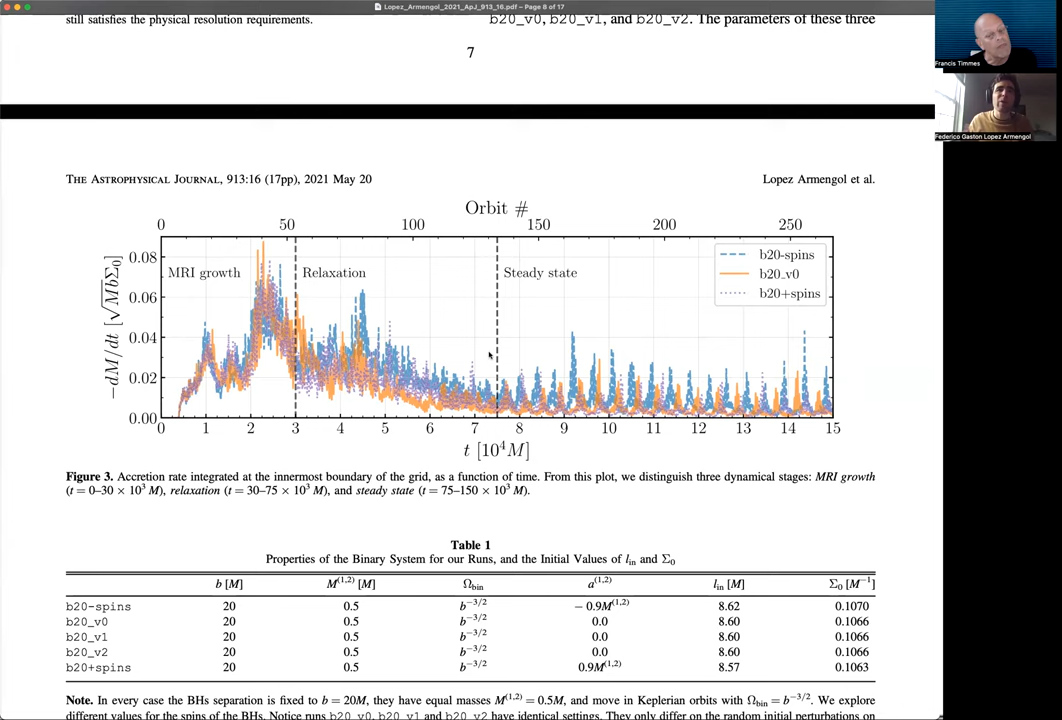 Lopez_Armengol_2021_ApJ_913_16.pdf – Page 8 of 17
still satisfies the physical resolution requirements.
b20_v0, b20_v1, and b20_v2. The parameters of these three
7
THE ASTROPHYSICAL JOURNAL, 913:16 (17pp), 2021 May 20
Lopez Armengol et al.
Orbit #
0 50 100 150 200 250
MRI growth
Relaxation
Steady state
b20-spins
b20_v0
b20+spins
−dM/dt [√MbΣ₀]
0.08
0.06
0.04
0.02
0.00
0 1 2 3 4 5 6 7 8 9 10 11 12 13 14 15
t [10⁴M]
Figure 3. Accretion rate integrated at the innermost boundary of the grid, as a function of time. From this plot, we distinguish three dynamical stages: MRI growth
(t = 0–30 × 10³ M), relaxation (t = 30–75 × 10³ M), and steady state (t = 75–150 × 10³ M).
Table 1
Properties of the Binary System for our Runs, and the Initial Values of l_in and Σ₀
b [M] M⁽¹,²⁾ [M] Ω_bin a⁽¹,²⁾ l_in [M] Σ₀ [M⁻¹]
b20-spins 20 0.5 b⁻³/² −0.9M⁽¹,²⁾ 8.62 0.1070
b20_v0 20 0.5 b⁻³/² 0.0 8.60 0.1066
b20_v1 20 0.5 b⁻³/² 0.0 8.60 0.1066
b20_v2 20 0.5 b⁻³/² 0.0 8.60 0.1066
b20+spins 20 0.5 b⁻³/² 0.9M⁽¹,²⁾ 8.57 0.1063
Note. In every case the BHs separation is fixed to b = 20M, they have equal masses M⁽¹,²⁾ = 0.5M, and move in Keplerian orbits with Ω_bin = b⁻³/². We explore
different values for the spins of the BHs. Notice runs b20_v0, b20_v1 and b20_v2 have identical settings. They only differ on the random initial perturbations on
Francis Timmes
Federico Gaston Lopez Armengol